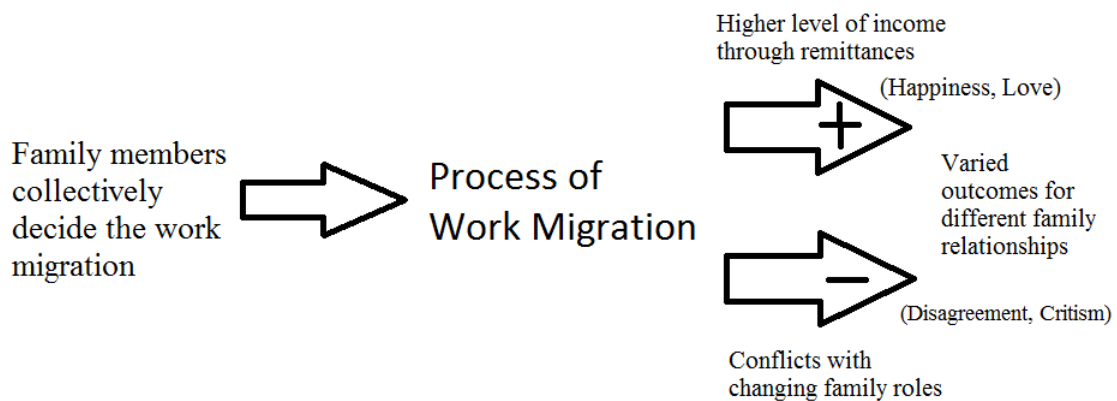 Family members
collectively
decide the work
migration
Process of
Work Migration
Higher level of income
through remittances
+
(Happiness, Love)
Varied
outcomes for
different family
relationships
−
(Disagreement, Critism)
Conflicts with
changing family roles